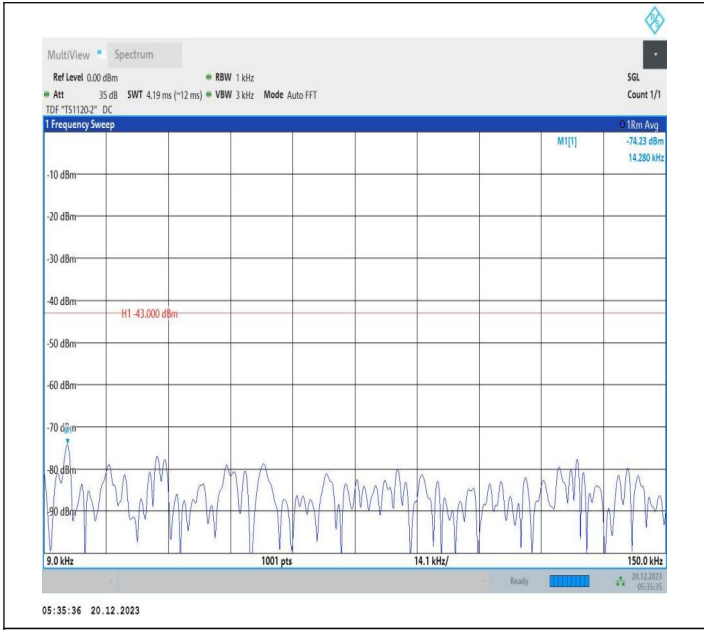 R S
MultiView Spectrum
Ref Level 0.00 dBm RBW 1 kHz SGL
Att 35 dB SWT 4.19 ms (~12 ms) VBW 3 kHz Mode Auto FFT Count 1/1
TDF "TS1120-2" DC
1 Frequency Sweep 1Rm Avg
M1[1] -74.23 dBm
14.280 kHz
-10 dBm
-20 dBm
-30 dBm
-40 dBm
H1 -43.000 dBm
-50 dBm
-60 dBm
-70 dBm
M1
-80 dBm
-90 dBm
9.0 kHz 1001 pts 14.1 kHz/ 150.0 kHz
Ready 20.12.2023
05:35:35
05:35:36 20.12.2023